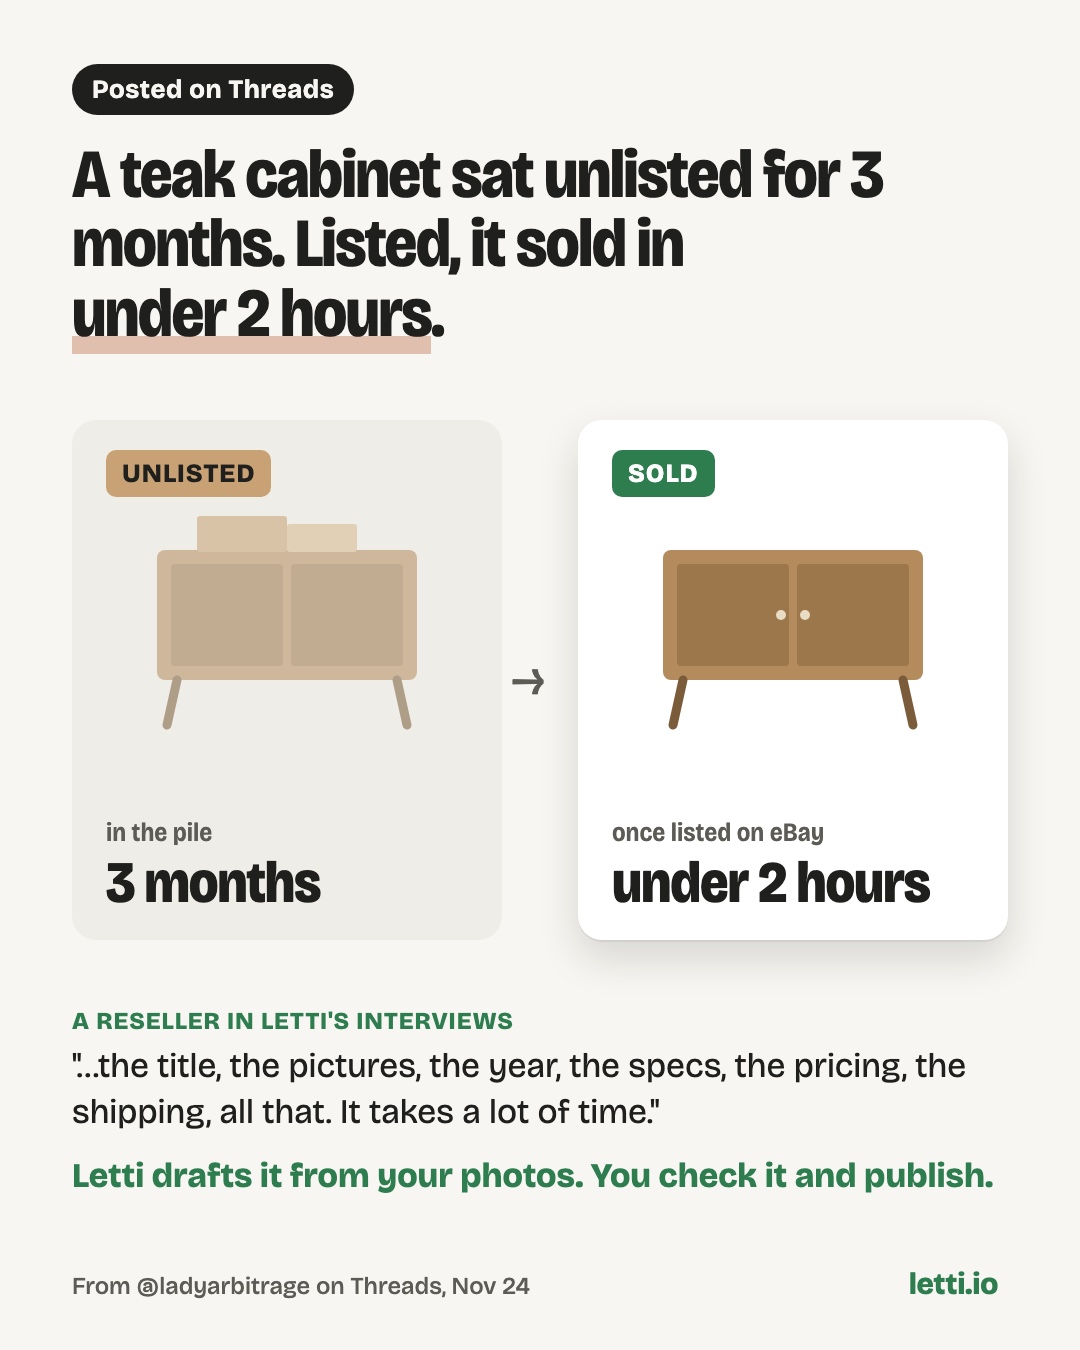 Posted on Threads
A teak cabinet sat unlisted for 3
months. Listed, it sold in
under 2 hours.
UNLISTED
in the pile
3 months
→
SOLD
once listed on eBay
under 2 hours
A RESELLER IN LETTI'S INTERVIEWS
"...the title, the pictures, the year, the specs, the pricing, the
shipping, all that. It takes a lot of time."
Letti drafts it from your photos. You check it and publish.
From @ladyarbitrage on Threads, Nov 24
letti.io